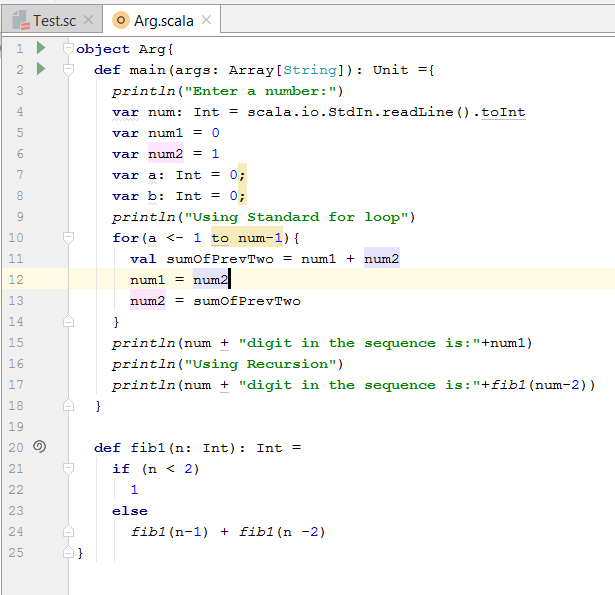 Test.sc Arg.scala
1 object Arg{
2 def main(args: Array[String]): Unit ={
3 println("Enter a number:")
4 var num: Int = scala.io.StdIn.readLine().toInt
5 var num1 = 0
6 var num2 = 1
7 var a: Int = 0;
8 var b: Int = 0;
9 println("Using Standard for loop")
10 for(a <- 1 to num-1){
11 val sumOfPrevTwo = num1 + num2
12 num1 = num2
13 num2 = sumOfPrevTwo
14 }
15 println(num + "digit in the sequence is:"+num1)
16 println("Using Recursion")
17 println(num + "digit in the sequence is:"+fib1(num-2))
18 }
19
20 def fib1(n: Int): Int =
21 if (n < 2)
22 1
23 else
24 fib1(n-1) + fib1(n -2)
25 }